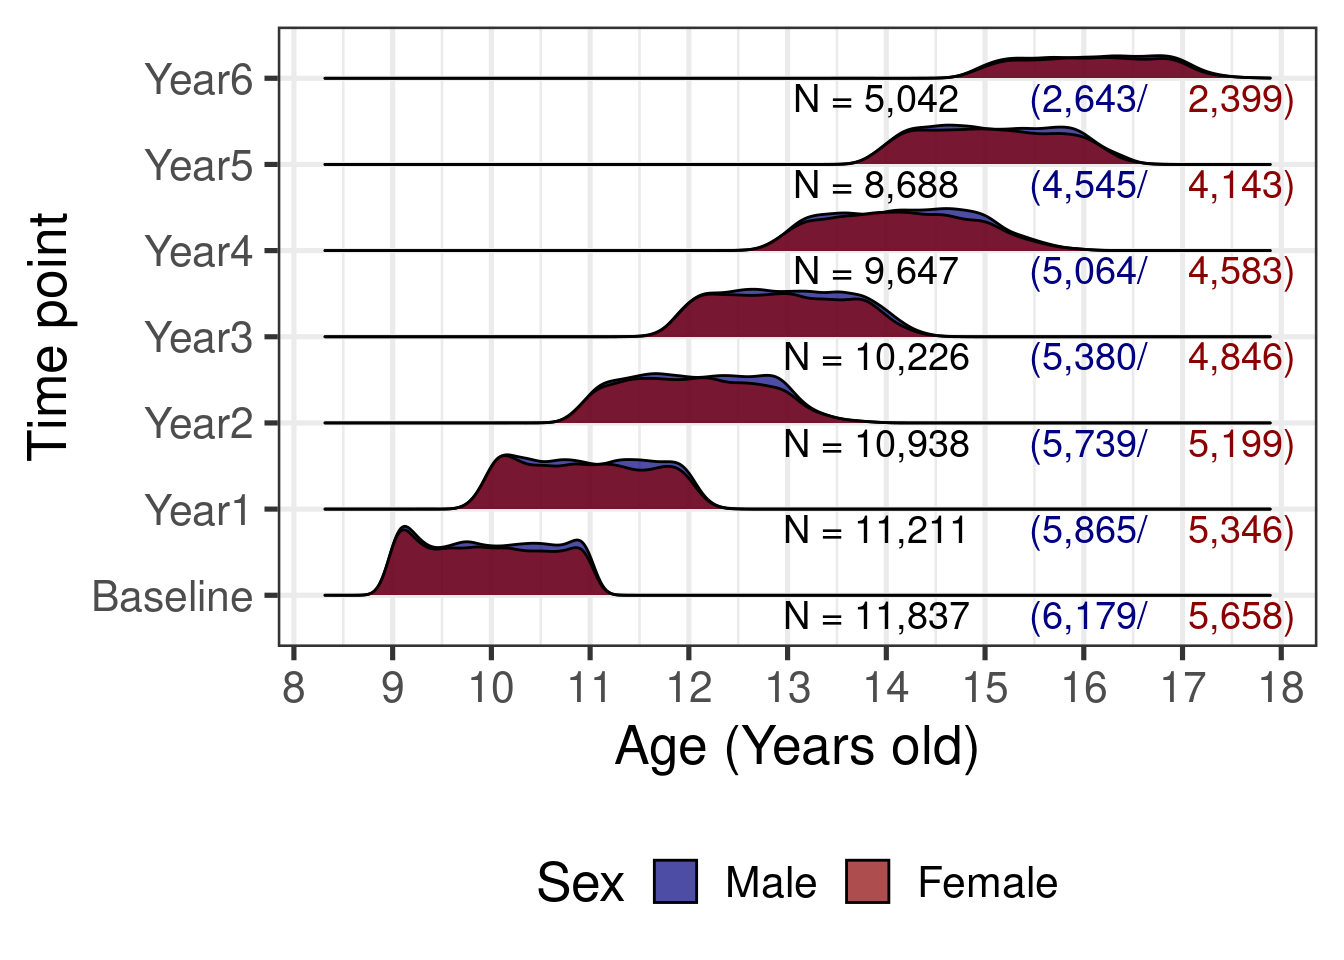 Time point
Year6
N = 5,042 (2,643/ 2,399)
Year5
N = 8,688 (4,545/ 4,143)
Year4
N = 9,647 (5,064/ 4,583)
Year3
N = 10,226 (5,380/ 4,846)
Year2
N = 10,938 (5,739/ 5,199)
Year1
N = 11,211 (5,865/ 5,346)
Baseline
N = 11,837 (6,179/ 5,658)
8 9 10 11 12 13 14 15 16 17 18
Age (Years old)
Sex Male Female